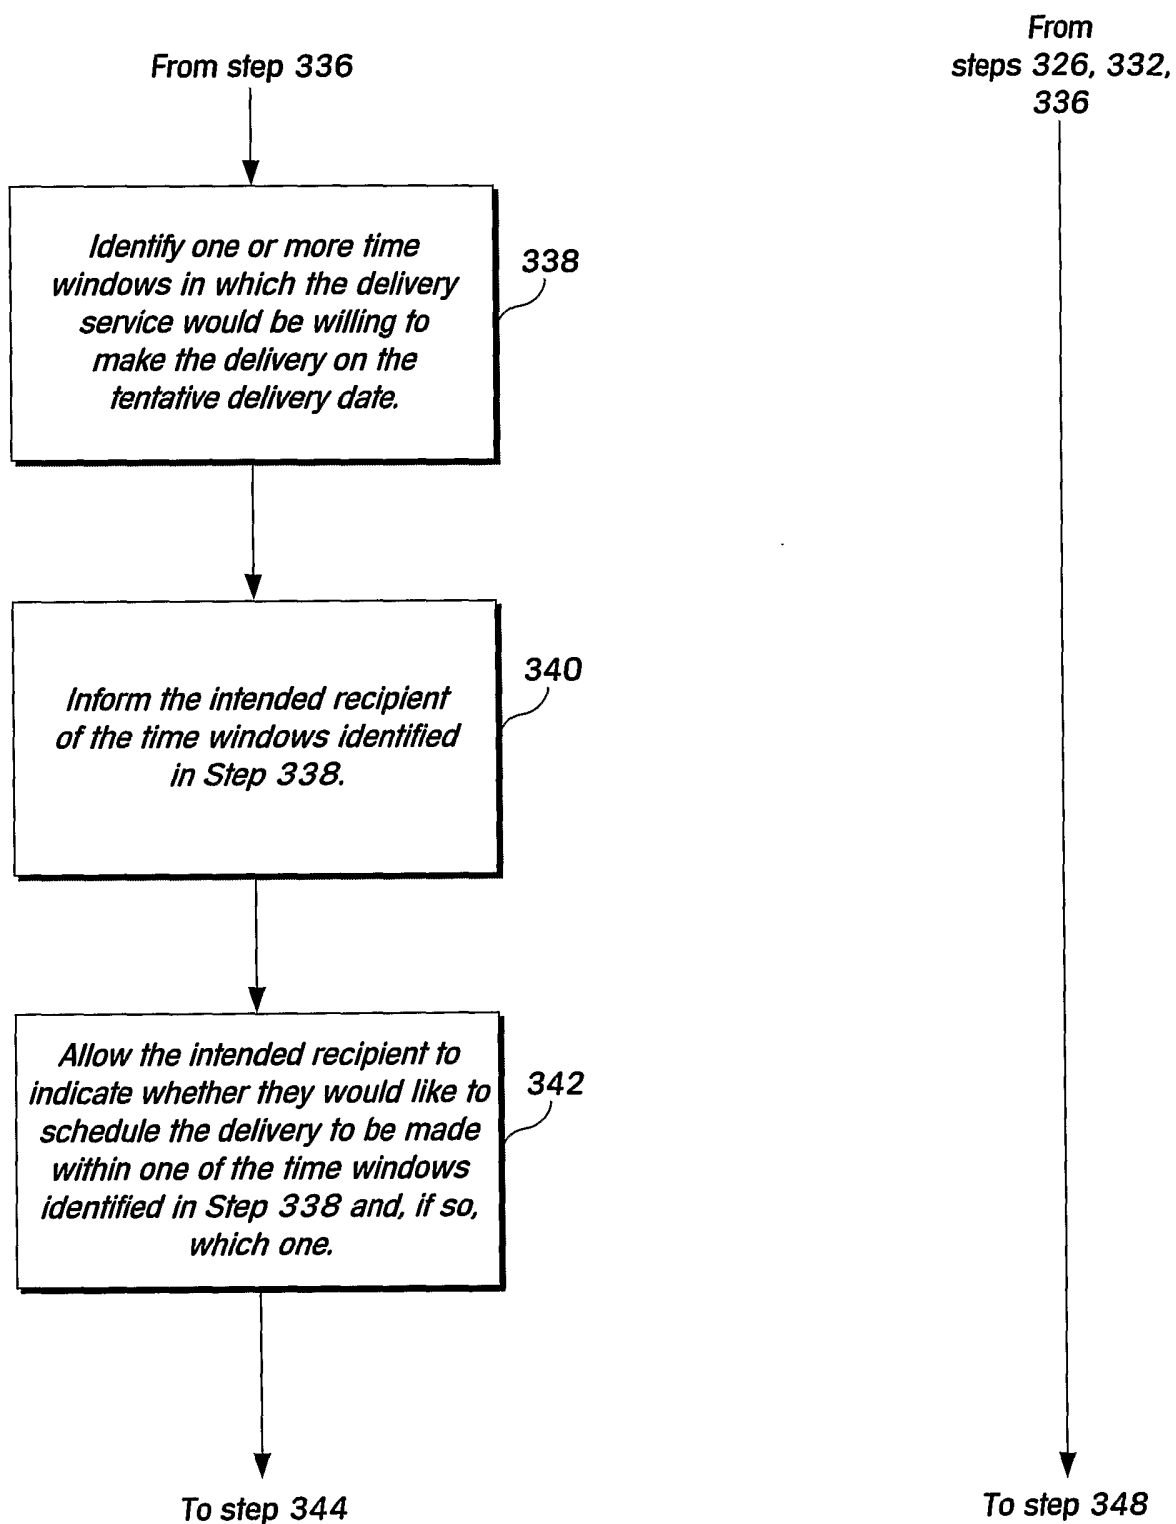 From step 336
From
steps 326, 332,
336
Identify one or more time
windows in which the delivery
service would be willing to
make the delivery on the
tentative delivery date.
338
Inform the intended recipient
of the time windows identified
in Step 338.
340
Allow the intended recipient to
indicate whether they would like to
schedule the delivery to be made
within one of the time windows
identified in Step 338 and, if so,
which one.
342
To step 344
To step 348